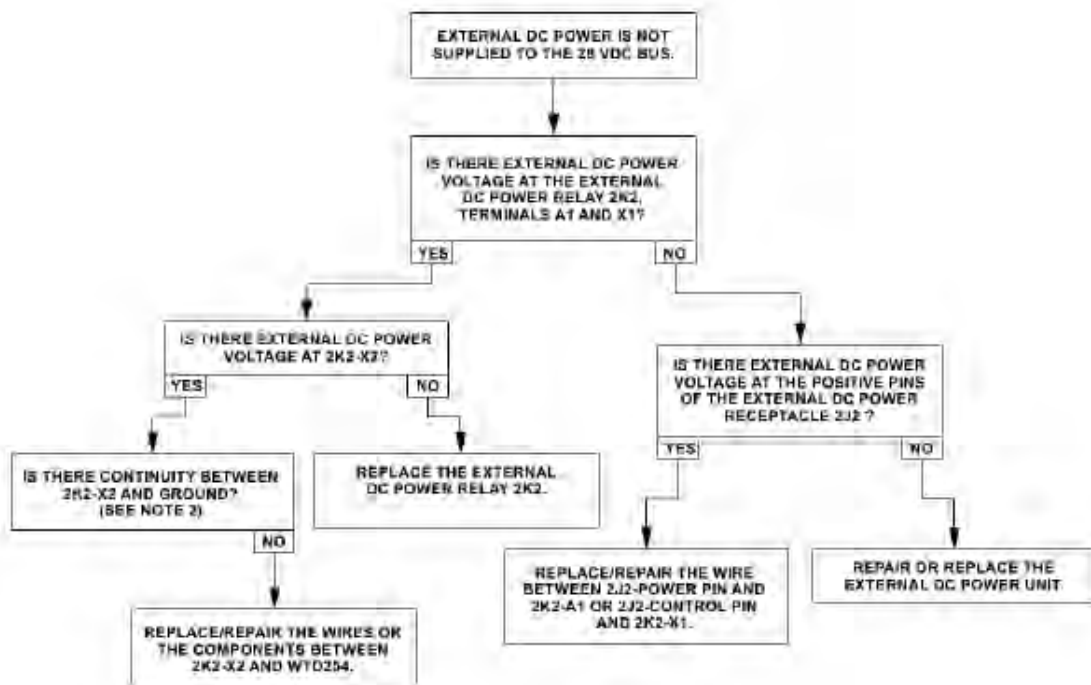 EXTERNAL DC POWER IS NOT
SUPPLIED TO THE 28 VDC BUS.
IS THERE EXTERNAL DC POWER
VOLTAGE AT THE EXTERNAL
DC POWER RELAY 2K2,
TERMINALS A1 AND X1?
YES
NO
IS THERE EXTERNAL DC POWER
VOLTAGE AT 2K2-X2?
YES
NO
IS THERE EXTERNAL DC POWER
VOLTAGE AT THE POSITIVE PINS
OF THE EXTERNAL DC POWER
RECEPTACLE 2J2 ?
YES
NO
IS THERE CONTINUITY BETWEEN
2K2-X2 AND GROUND?
(SEE NOTE 2)
NO
REPLACE THE EXTERNAL
DC POWER RELAY 2K2.
REPLACE/REPAIR THE WIRE
BETWEEN 2J2-POWER PIN AND
2K2-A1 OR 2J2-CONTROL PIN
AND 2K2-X1.
REPAIR OR REPLACE THE
EXTERNAL DC POWER UNIT
REPLACE/REPAIR THE WIRES OR
THE COMPONENTS BETWEEN
2K2-X2 AND WTD254.